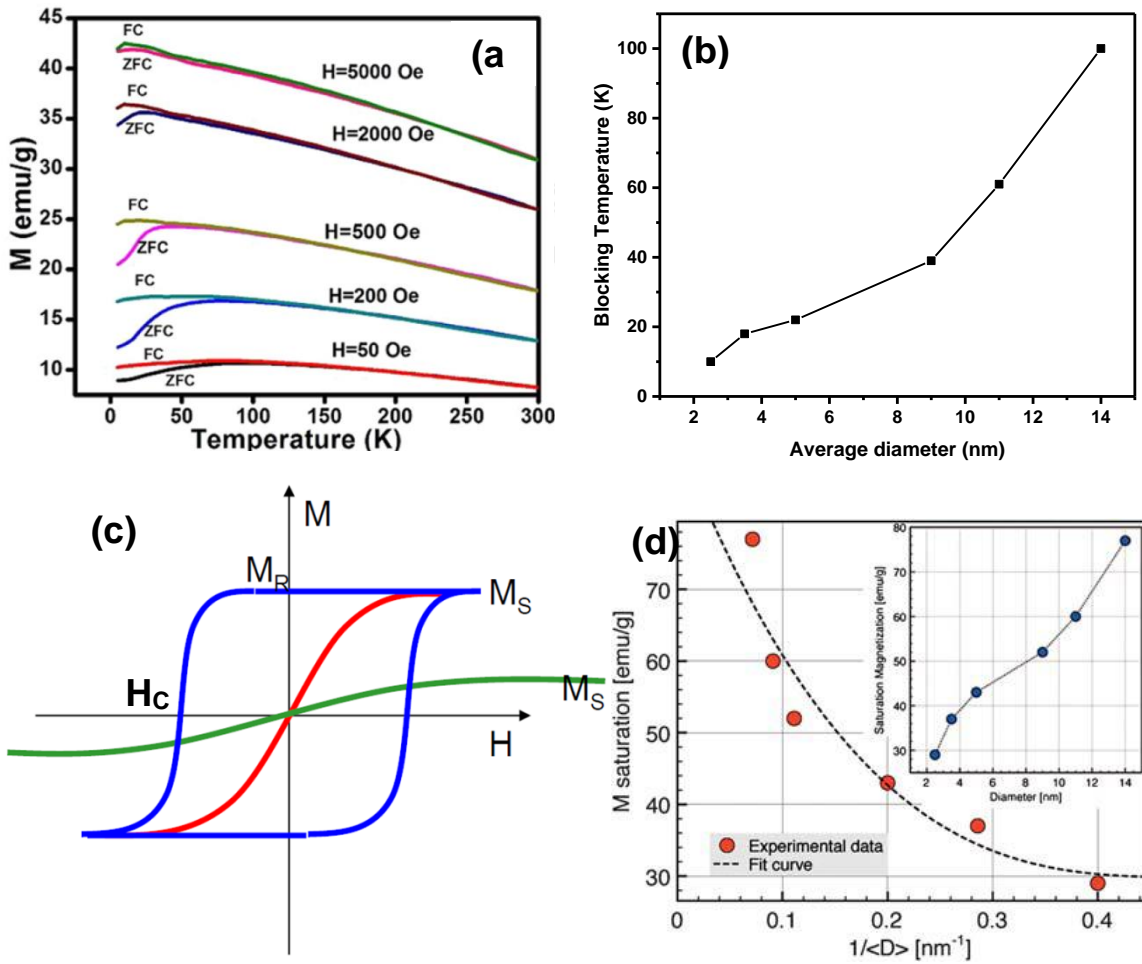 (a
45
40
35
30
25
20
15
10
M (emu/g)
FC
ZFC
H=5000 Oe
FC
ZFC
H=2000 Oe
FC
ZFC
H=500 Oe
FC
ZFC
H=200 Oe
FC
ZFC
H=50 Oe
0 50 100 150 200 250 300
Temperature (K)
(b)
100
80
60
40
20
0
Blocking Temperature (K)
2 4 6 8 10 12 14
Average diameter (nm)
(c)
M
M_R
M_S
H_C
M_S
H
(d)
70
60
50
40
30
M saturation [emu/g]
Experimental data
Fit curve
0 0.1 0.2 0.3 0.4
1/<D> [nm⁻¹]
80
70
60
50
40
30
Saturation Magnetization [emu/g]
2 4 6 8 10 12 14
Diameter [nm]